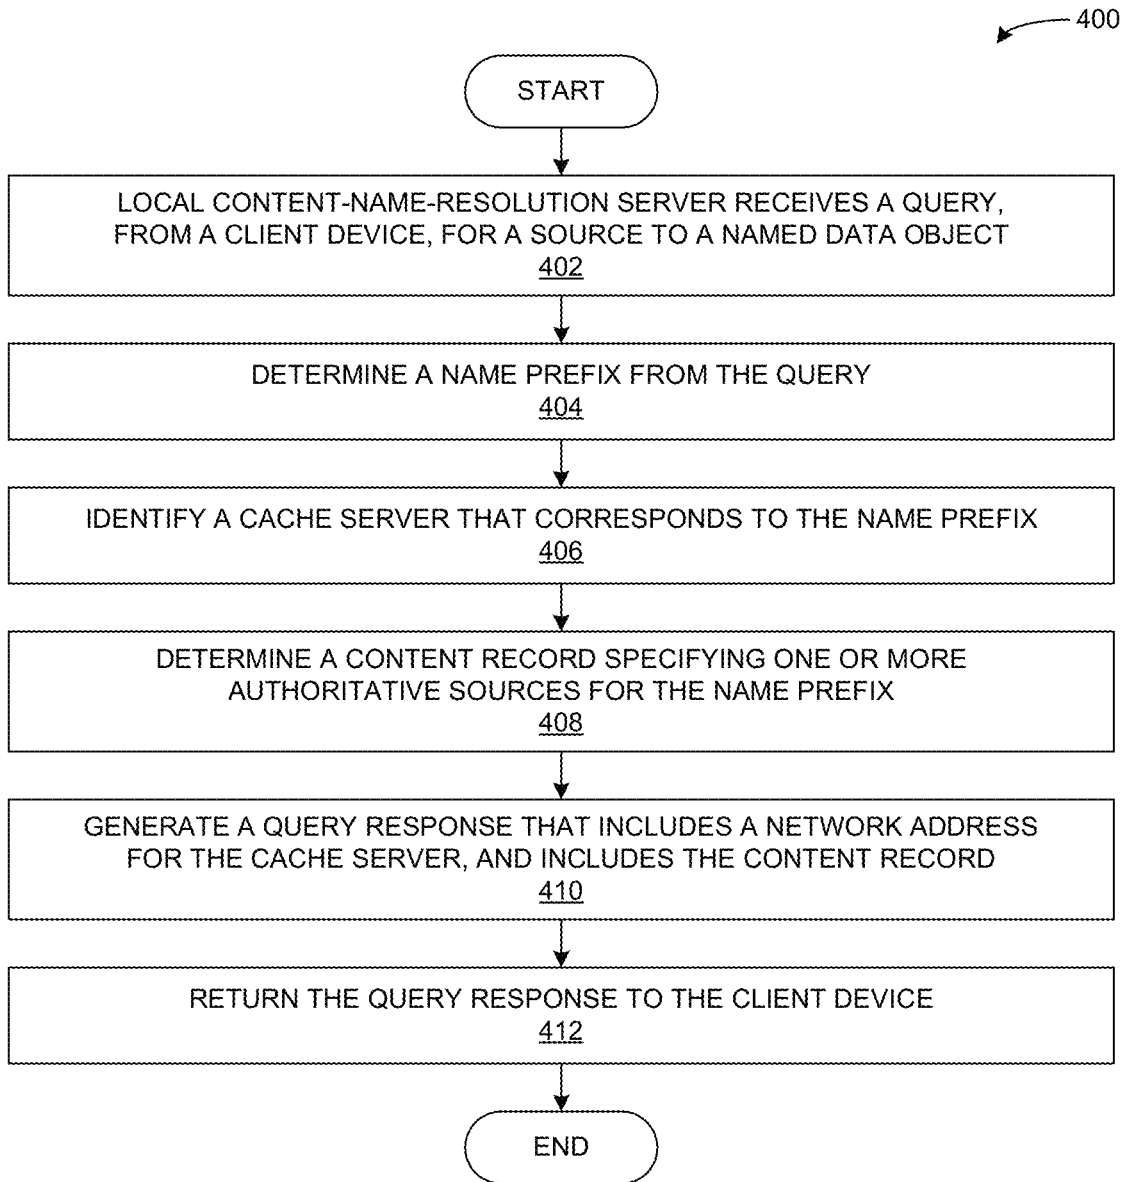 400
START
LOCAL CONTENT-NAME-RESOLUTION SERVER RECEIVES A QUERY,
FROM A CLIENT DEVICE, FOR A SOURCE TO A NAMED DATA OBJECT
402
DETERMINE A NAME PREFIX FROM THE QUERY
404
IDENTIFY A CACHE SERVER THAT CORRESPONDS TO THE NAME PREFIX
406
DETERMINE A CONTENT RECORD SPECIFYING ONE OR MORE
AUTHORITATIVE SOURCES FOR THE NAME PREFIX
408
GENERATE A QUERY RESPONSE THAT INCLUDES A NETWORK ADDRESS
FOR THE CACHE SERVER, AND INCLUDES THE CONTENT RECORD
410
RETURN THE QUERY RESPONSE TO THE CLIENT DEVICE
412
END